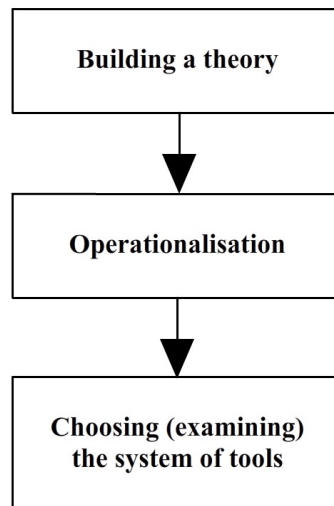 Building a theory
Operationalisation
Choosing (examining)
the system of tools